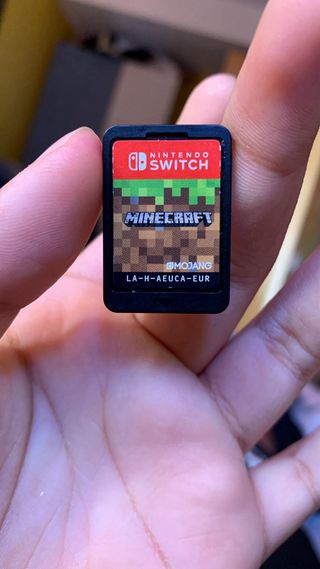 NINTENDO
SWITCH
MINECRAFT
MOJANG
LA-H-AEUCA-EUR